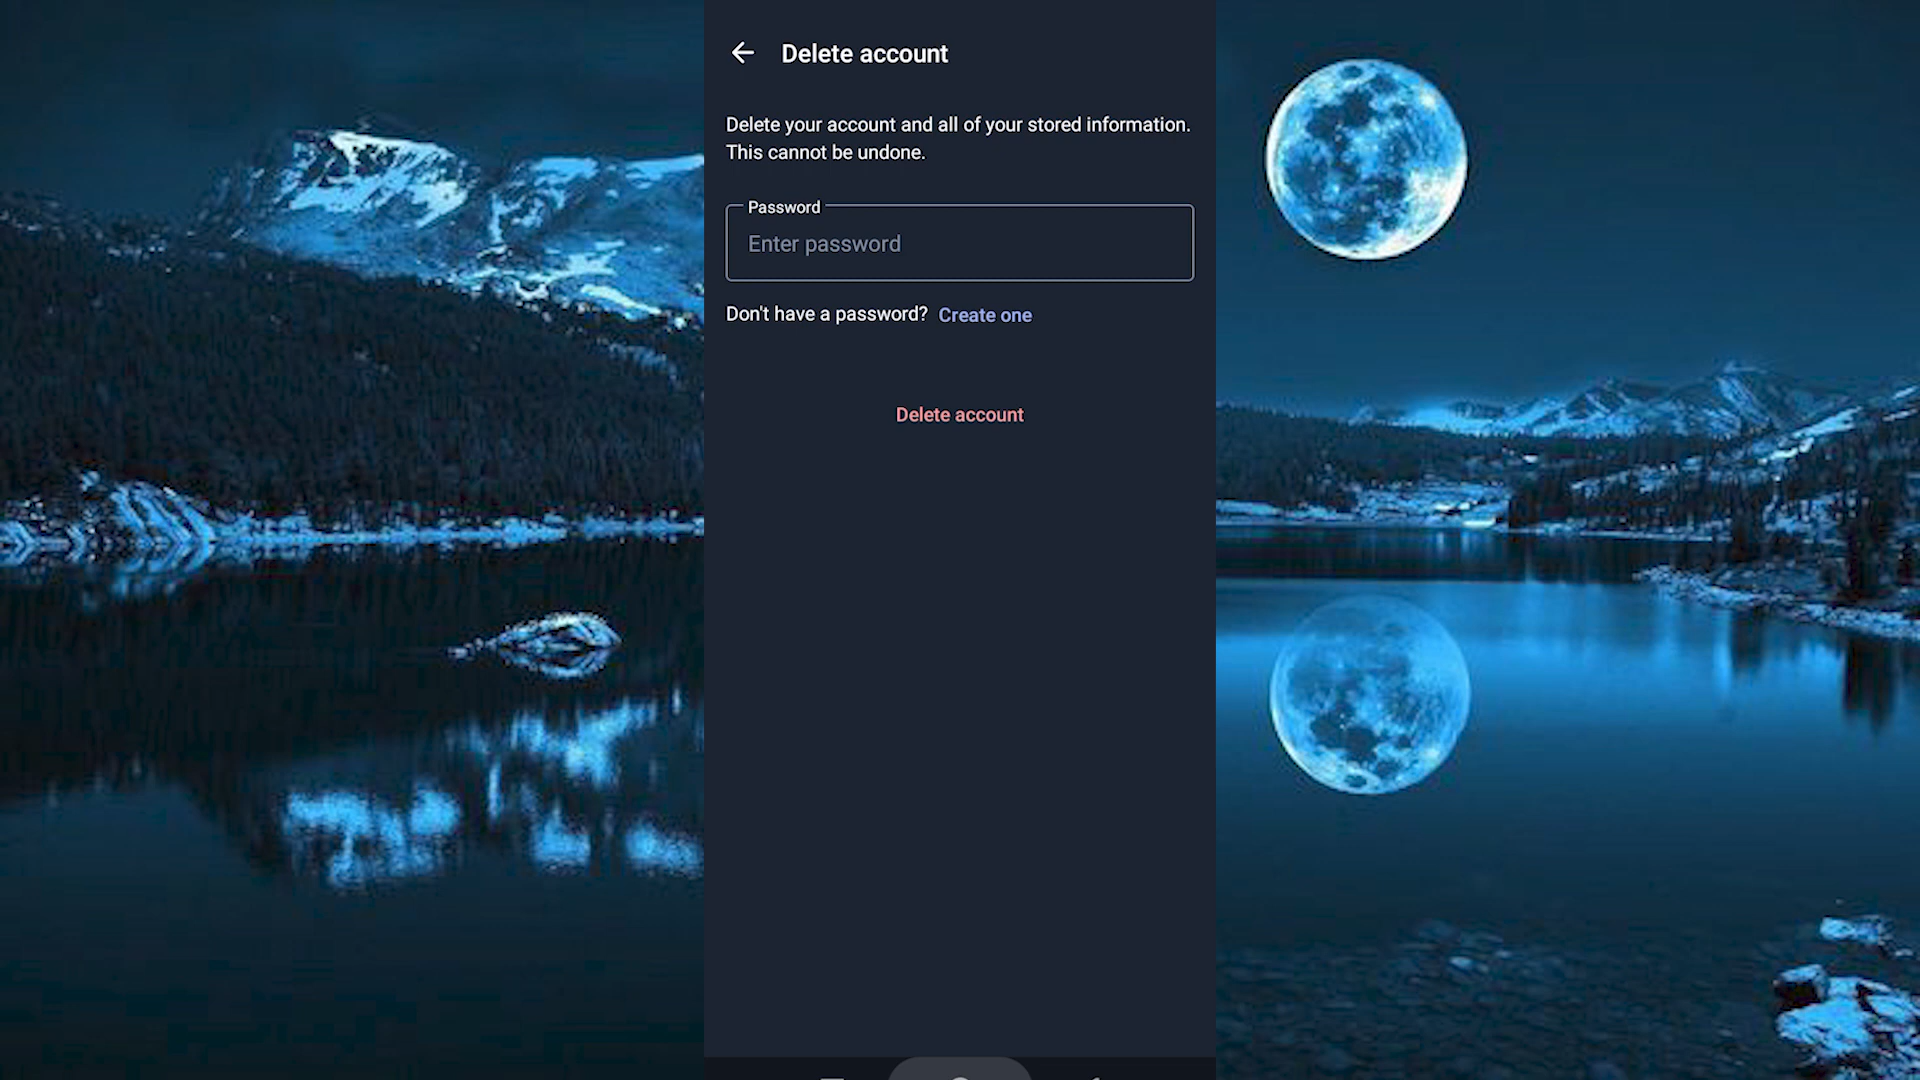 Delete account
Delete your account and all of your stored information.
This cannot be undone.
Password
Enter password
Don't have a password? Create one
Delete account